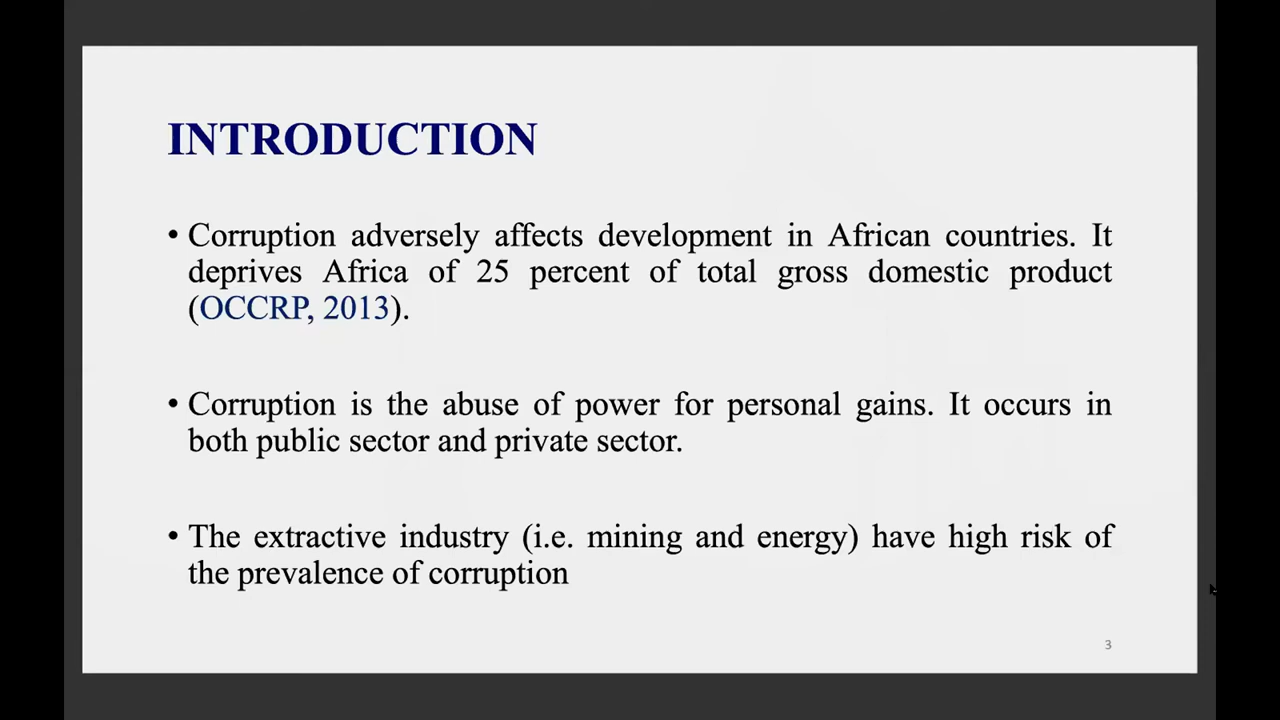 INTRODUCTION
• Corruption adversely affects development in African countries. It
deprives Africa of 25 percent of total gross domestic product
(OCCRP, 2013).
• Corruption is the abuse of power for personal gains. It occurs in
both public sector and private sector.
• The extractive industry (i.e. mining and energy) have high risk of
the prevalence of corruption
3